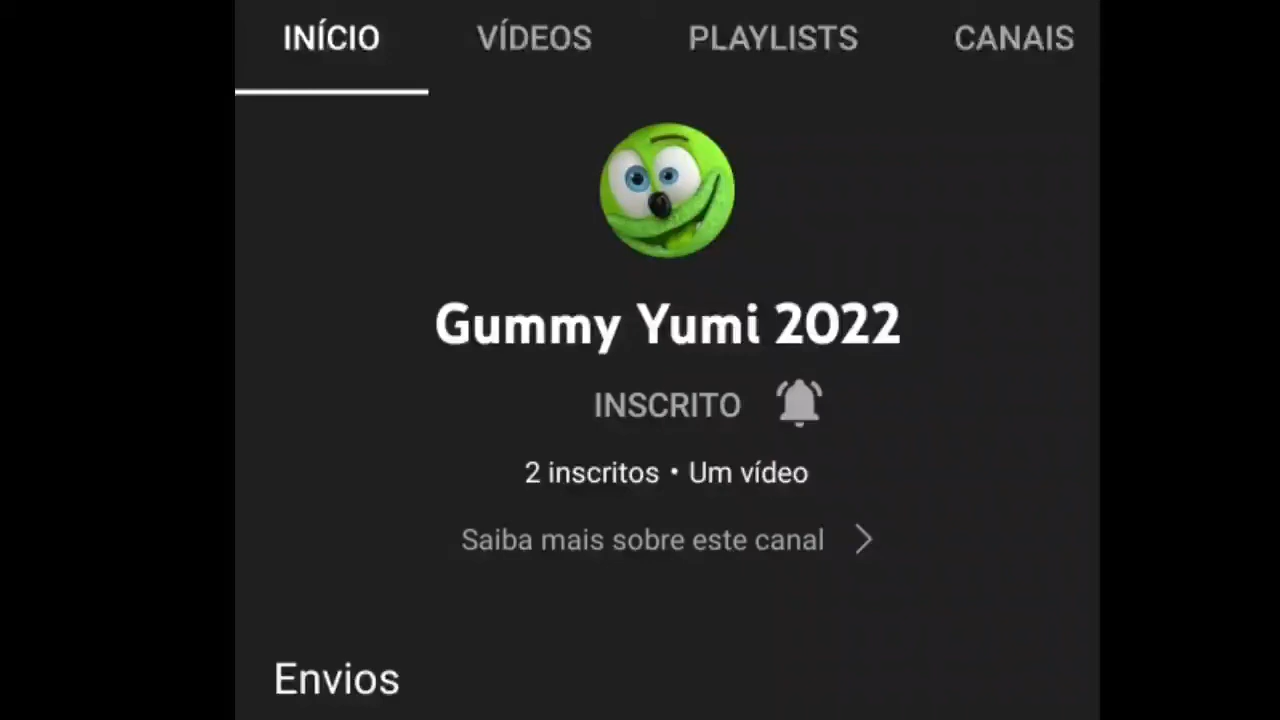 INÍCIO VÍDEOS PLAYLISTS CANAIS
Gummy Yumi 2022
INSCRITO
2 inscritos • Um vídeo
Saiba mais sobre este canal
Envios